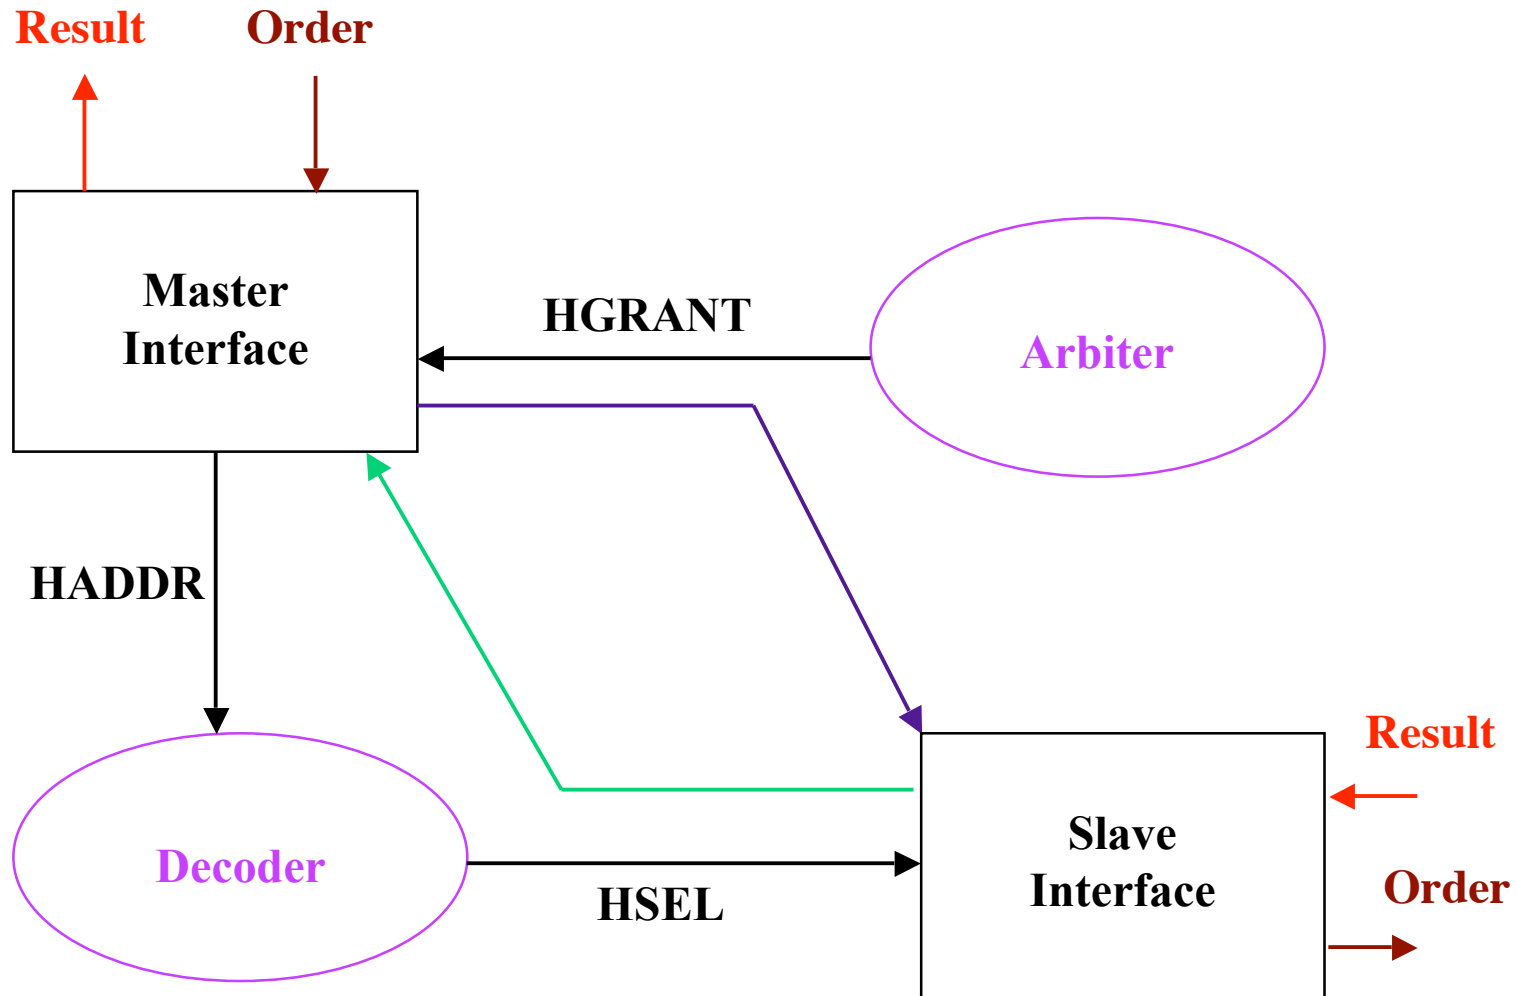 Result
Order
Master
Interface
HGRANT
Arbiter
HADDR
Result
Slave
Interface
Decoder
Order
HSEL